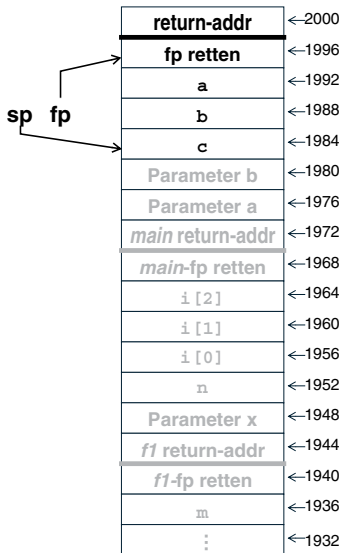 return-addr 2000
fp retten 1996
a 1992
b 1988
sp fp
c 1984
Parameter b 1980
Parameter a 1976
main return-addr 1972
main-fp retten 1968
i[2] 1964
i[1] 1960
i[0] 1956
n 1952
Parameter x 1948
f1 return-addr 1944
f1-fp retten 1940
m 1936
⋮ 1932